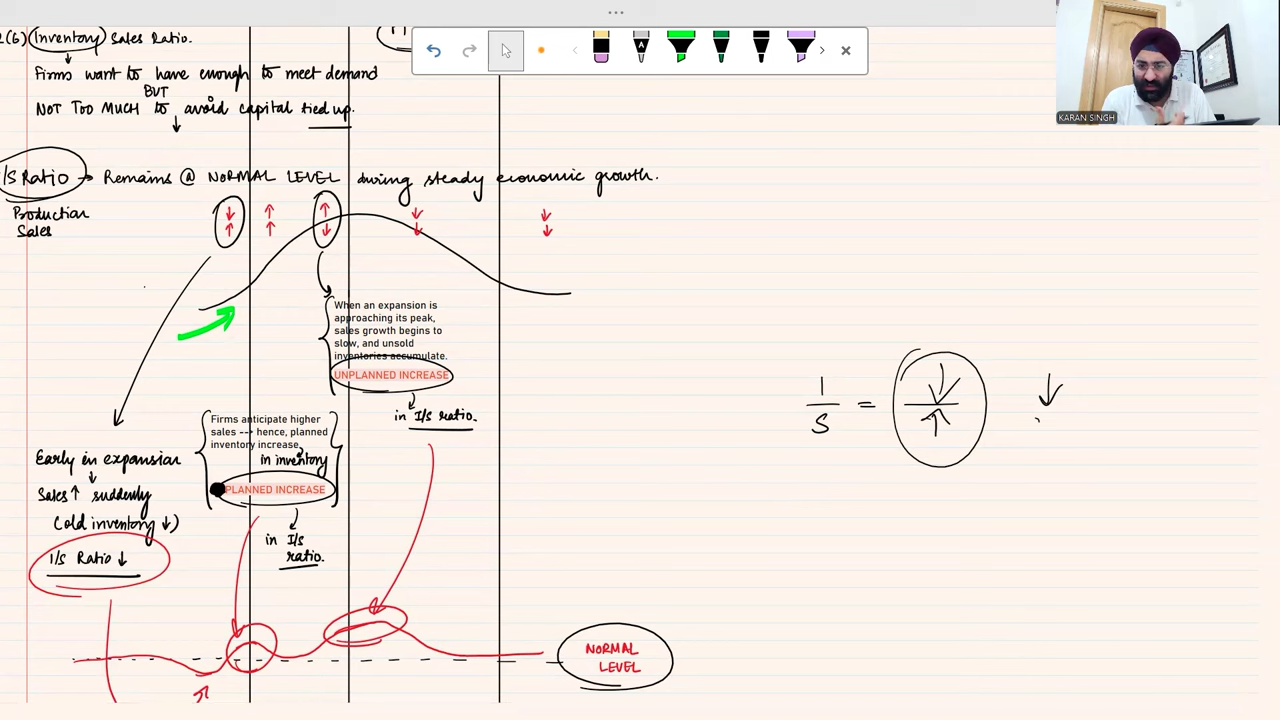 2(6) Inventory Sales Ratio.
Firms want to have enough to meet demand
BUT
NOT TOO MUCH to avoid capital tied up.
I/S Ratio → Remains @ NORMAL LEVEL during steady economic growth.
Production ↓ ↑ ↑ ↓ ↓
Sales ↑ ↑ ↓ ↓ ↓
When an expansion is
approaching its peak,
sales growth begins to
slow, and unsold
inventories accumulate.
UNPLANNED INCREASE
in I/S ratio.
Firms anticipate higher
sales --> hence, planned
inventory increase.
in inventory
PLANNED INCREASE
in I/S
ratio.
Early in expansion
Sales ↑ suddenly
(old inventory ↓)
I/S Ratio ↓
I/S = ↓/↑ ↓
NORMAL
LEVEL
KARAN SINGH